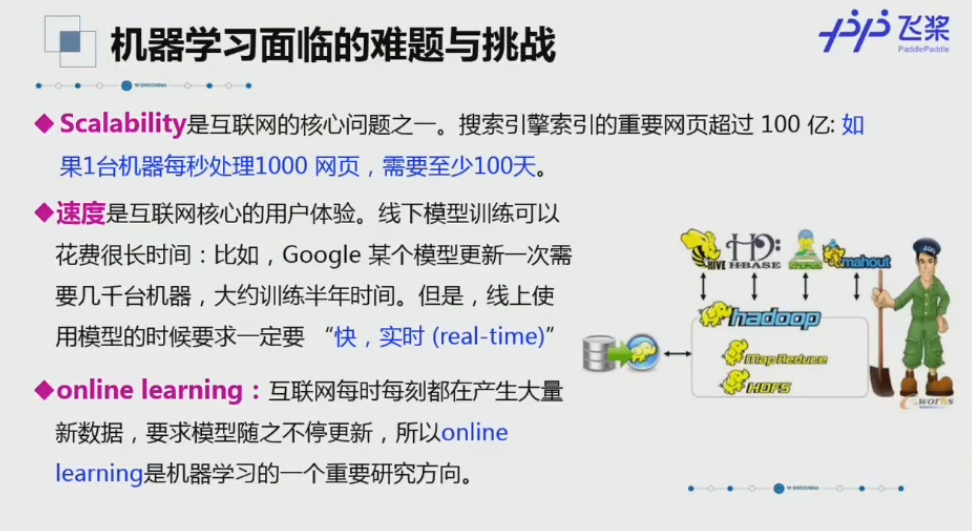 机器学习面临的难题与挑战
飞桨
PaddlePaddle
◆Scalability是互联网的核心问题之一。搜索引擎索引的重要网页超过 100 亿: 如
果1台机器每秒处理1000 网页，需要至少100天。
◆速度是互联网核心的用户体验。线下模型训练可以
花费很长时间：比如，Google 某个模型更新一次需
要几千台机器，大约训练半年时间。但是，线上使
用模型的时候要求一定要 “快，实时 (real-time)”
◆online learning：互联网每时每刻都在产生大量
新数据，要求模型随之不停更新，所以online
learning是机器学习的一个重要研究方向。
HIVE
HBASE
mahout
ZOO
hadoop
Map Reduce
HDFS
e-works